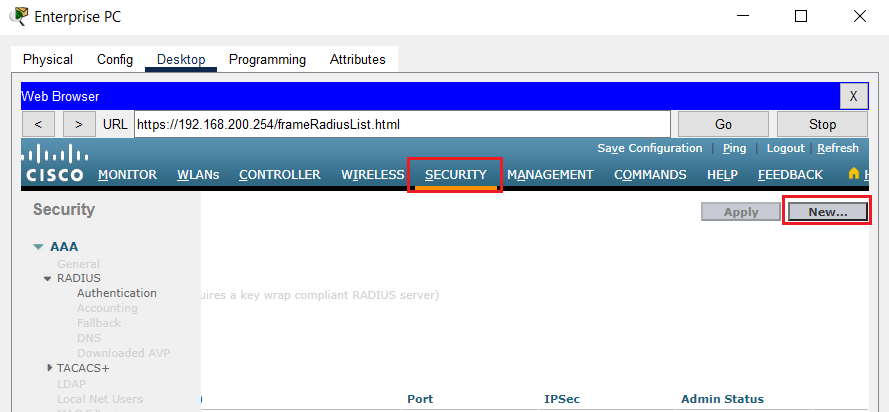 Enterprise PC
Physical Config Desktop Programming Attributes
Web Browser X
< > URL https://192.168.200.254/frameRadiusList.html Go Stop
Save Configuration | Ping | Logout | Refresh
CISCO MONITOR WLANs CONTROLLER WIRELESS SECURITY MANAGEMENT COMMANDS HELP FEEDBACK
Security Apply New...
AAA
General
RADIUS
Authentication uires a key wrap compliant RADIUS server)
Accounting
Fallback
DNS
Downloaded AVP
TACACS+
LDAP
Local Net Users ) Port IPSec Admin Status